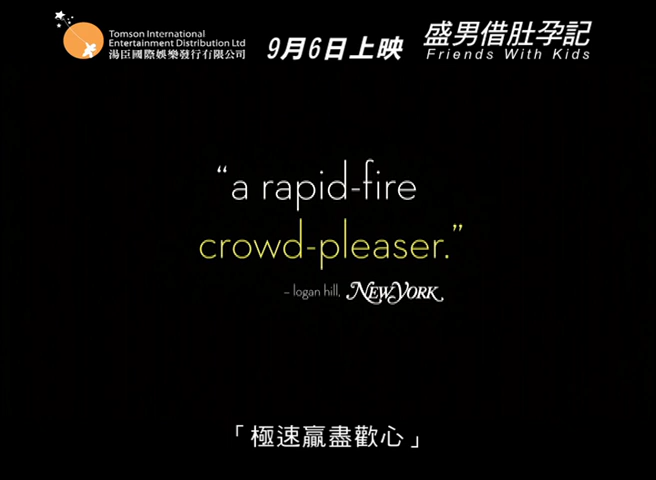 Tomson International
Entertainment Distribution Ltd
湯臣國際娛樂發行有限公司
9月6日上映
盛男借肚孕記
Friends With Kids
“a rapid-fire
crowd-pleaser.”
– logan hill, NEW YORK
「極速贏盡歡心」